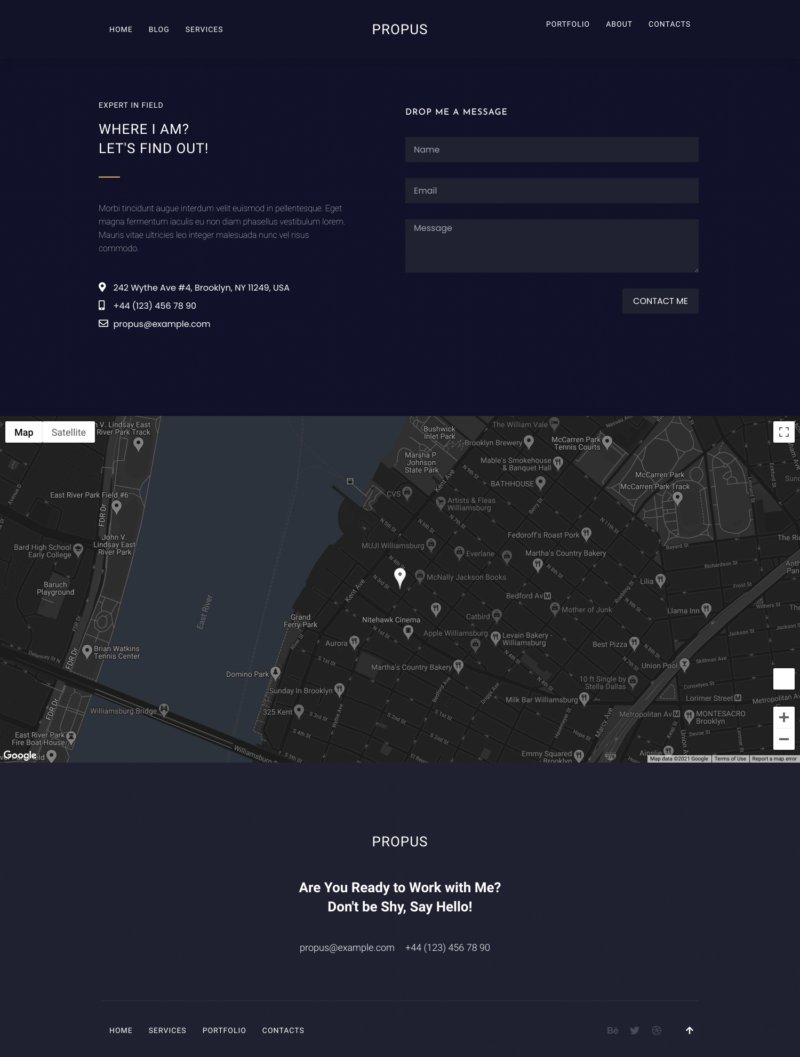 HOME BLOG SERVICES
PROPUS
PORTFOLIO ABOUT CONTACTS
EXPERT IN FIELD
WHERE I AM?
LET'S FIND OUT!
Morbi tincidunt augue interdum velit euismod in pellentesque. Eget
magna fermentum iaculis eu non diam phasellus vestibulum lorem.
Mauris vitae ultricies leo integer malesuada nunc vel risus
commodo.
242 Wythe Ave #4, Brooklyn, NY 11249, USA
+44 (123) 456 78 90
propus@example.com
DROP ME A MESSAGE
Name
Email
Message
CONTACT ME
Map Satellite
V. Lindsay East
River Park Track
Bushwick
Inlet Park
The William Vale
Brooklyn Brewery
McCarren Park
Tennis Courts
Marsha P
Johnson
State Park
Mable's Smokehouse
& Banquet Hall
McCarren Park
McCarren Park Track
BATHHOUSE
CVS
Artists & Fleas
Williamsburg
East River Park Field #6
FDR Dr
John V.
Lindsay East
River Park
Fedoroff's Roast Pork
Bard High School
Early College
MUJI Williamsburg
Everlane
Martha's Country Bakery
McNally Jackson Books
Lilia
Baruch
Playground
Kent Ave
Bedford Av
Mother of Junk
Llama Inn
East River
Grand
Ferry Park
Nitehawk Cinema
Catbird
Apple Williamsburg
Levain Bakery -
Williamsburg
Aurora
Best Pizza
Brian Watkins
Tennis Center
FDR Dr
Domino Park
Martha's Country Bakery
Union Pool
Sunday In Brooklyn
10 ft Single by
Stella Dallas
Milk Bar Williamsburg
Lorimer Street
Metropolitan Av
Williamsburg Bridge
325 Kent
Metropolitan Av
MONTESACRO
Brooklyn
East River Park
Fire Boat House
Emmy Squared
Brooklyn
Google
Map data ©2021 Google Terms of Use Report a map error
PROPUS
Are You Ready to Work with Me?
Don't be Shy, Say Hello!
propus@example.com +44 (123) 456 78 90
HOME SERVICES PORTFOLIO CONTACTS
Bē